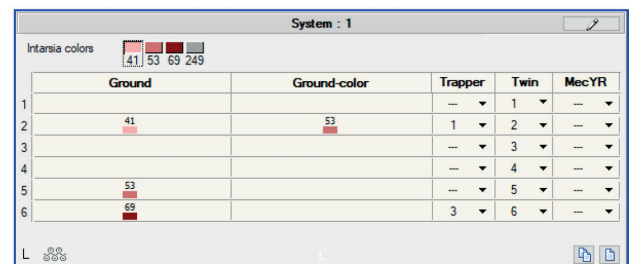 System : 1
Intarsia colors
41 53 69 249
Ground Ground-color Trapper Twin MecYR
1 --- 1 ---
2 41 53 1 2 ---
3 --- 3 ---
4 --- 4 ---
5 53 --- 5 ---
6 69 3 6 ---
L L